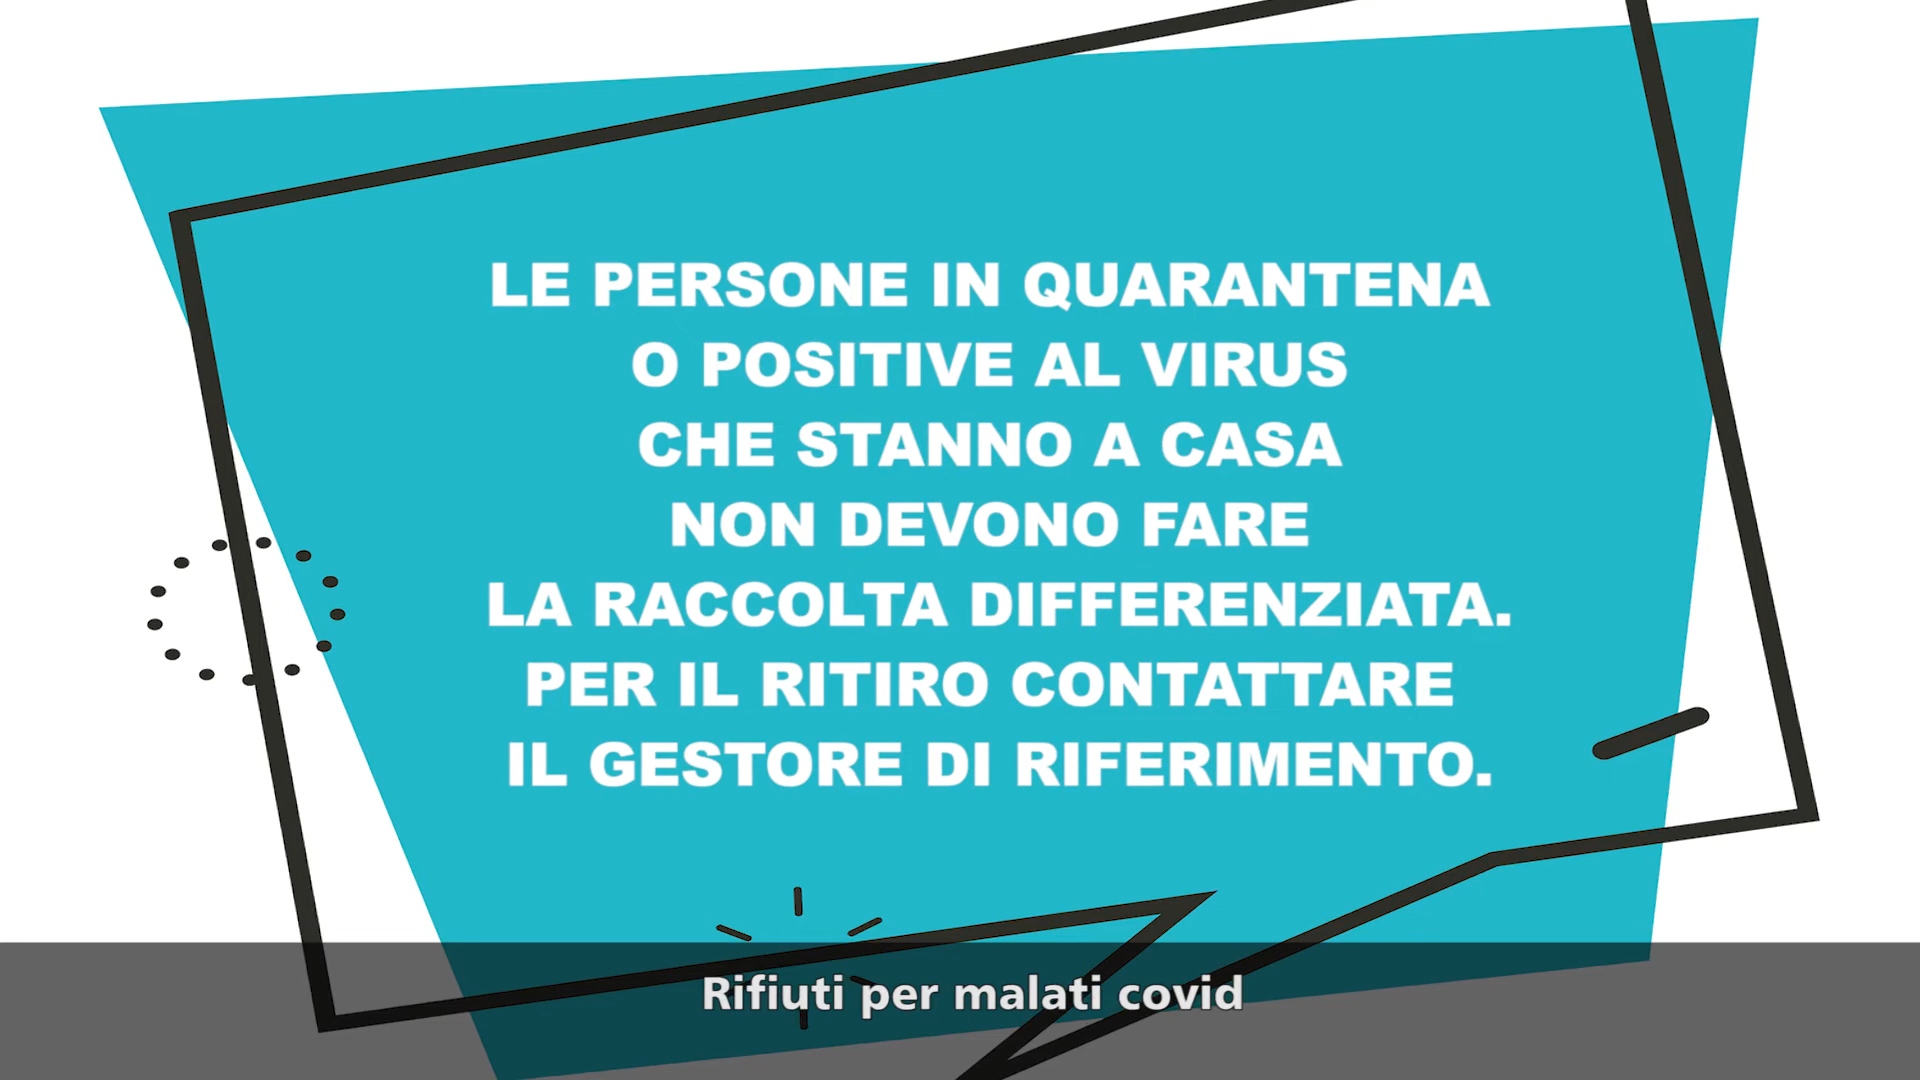 LE PERSONE IN QUARANTENA
O POSITIVE AL VIRUS
CHE STANNO A CASA
NON DEVONO FARE
LA RACCOLTA DIFFERENZIATA.
PER IL RITIRO CONTATTARE
IL GESTORE DI RIFERIMENTO.
Rifiuti per malati covid